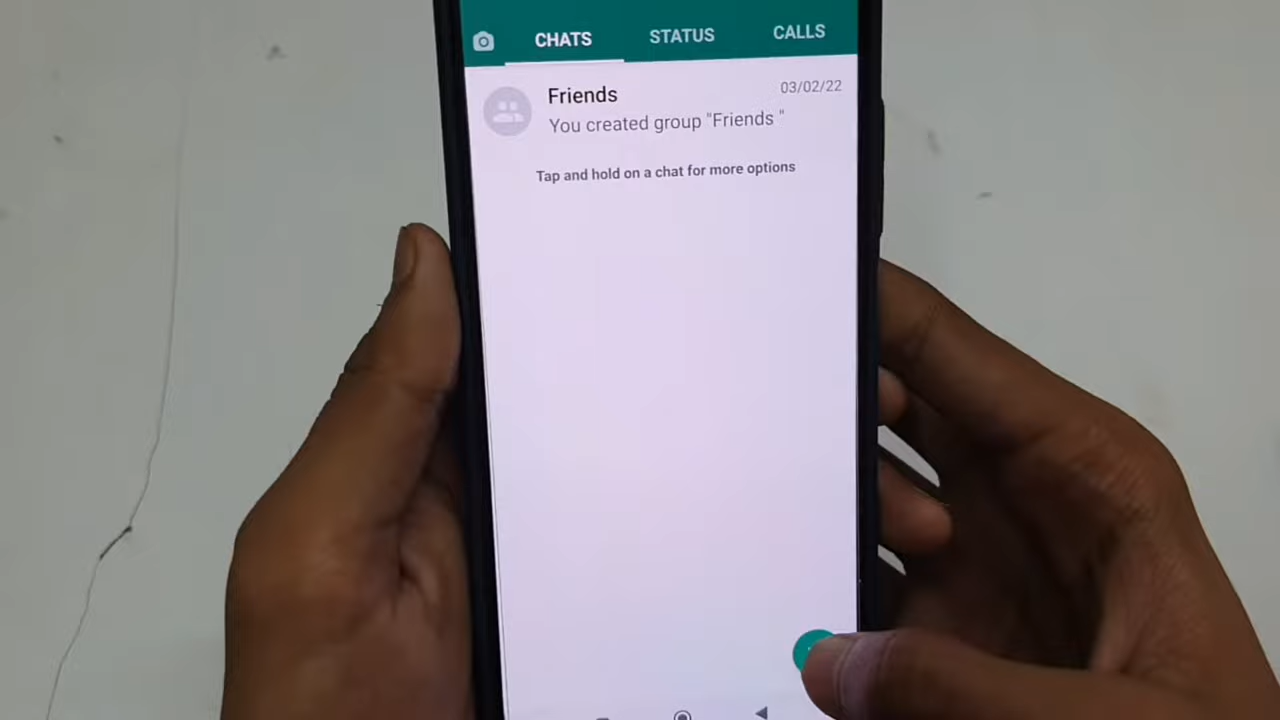 CHATS STATUS CALLS
Friends 03/02/22
You created group "Friends "
Tap and hold on a chat for more options